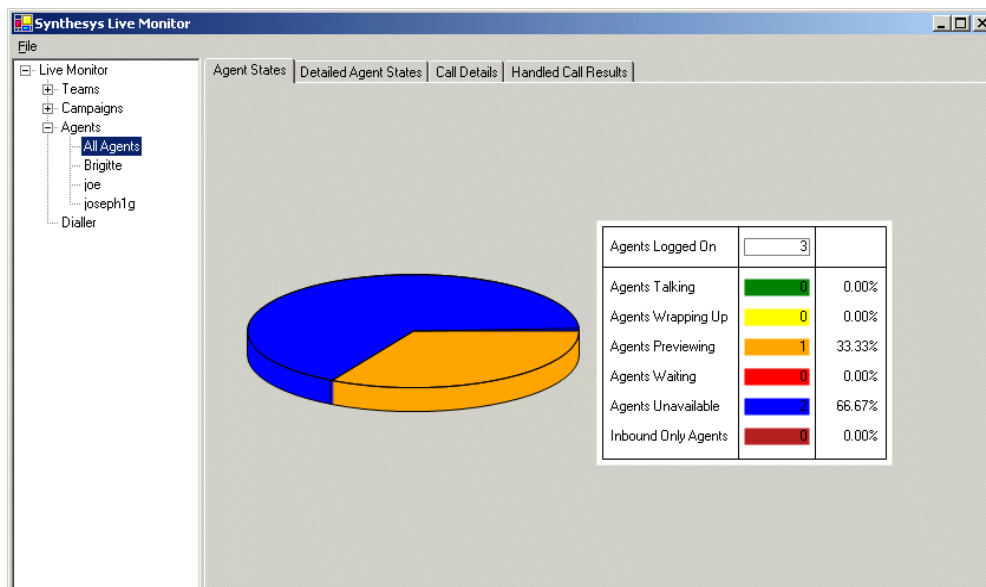 Synthesys Live Monitor
File
Live Monitor
Teams
Campaigns
Agents
All Agents
Brigitte
joe
joseph1g
Dialler
Agent States Detailed Agent States Call Details Handled Call Results
Agents Logged On 3
Agents Talking 0 0.00%
Agents Wrapping Up 0 0.00%
Agents Previewing 1 33.33%
Agents Waiting 0 0.00%
Agents Unavailable 2 66.67%
Inbound Only Agents 0 0.00%